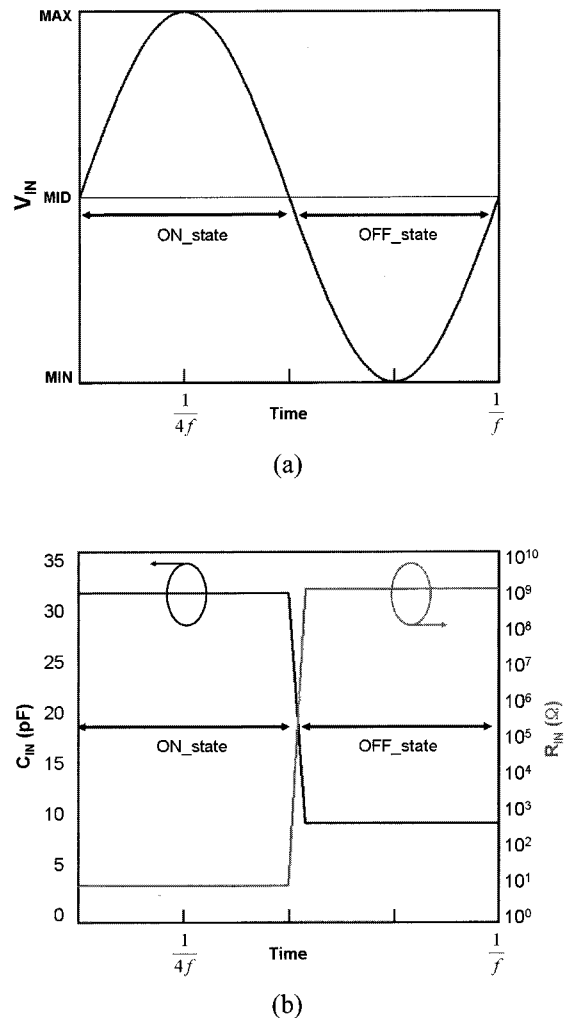 MAX
V_IN
MID
ON_state
OFF_state
MIN
1/4f
Time
1/f
(a)
35
30
25
20
15
10
5
0
C_IN (pF)
10^10
10^9
10^8
10^7
10^6
10^5
10^4
10^3
10^2
10^1
10^0
R_IN (Ω)
ON_state
OFF_state
1/4f
Time
1/f
(b)